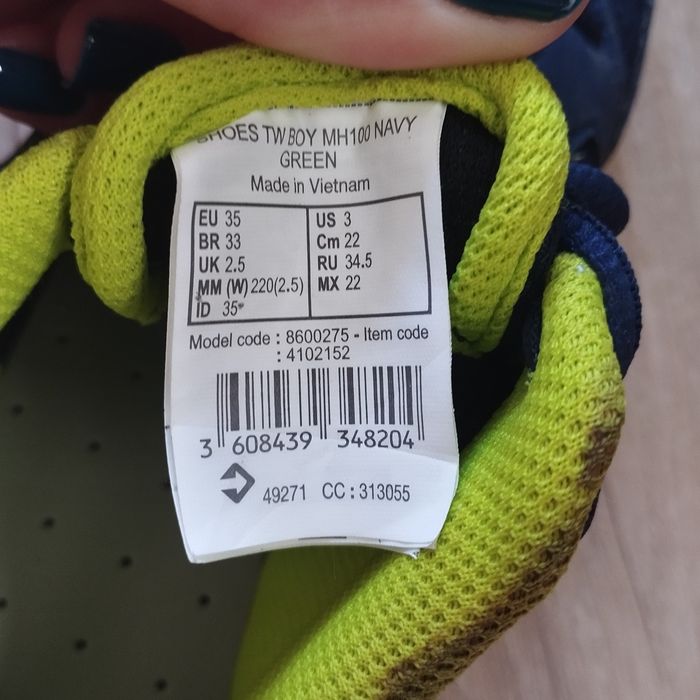 SHOES TW BOY MH100 NAVY
GREEN
Made in Vietnam
EU 35
BR 33
UK 2.5
MM (W) 220(2.5)
ID 35
US 3
Cm 22
RU 34.5
MX 22
Model code : 8600275 - Item code
: 4102152
3 608439 348204
49271 CC : 313055